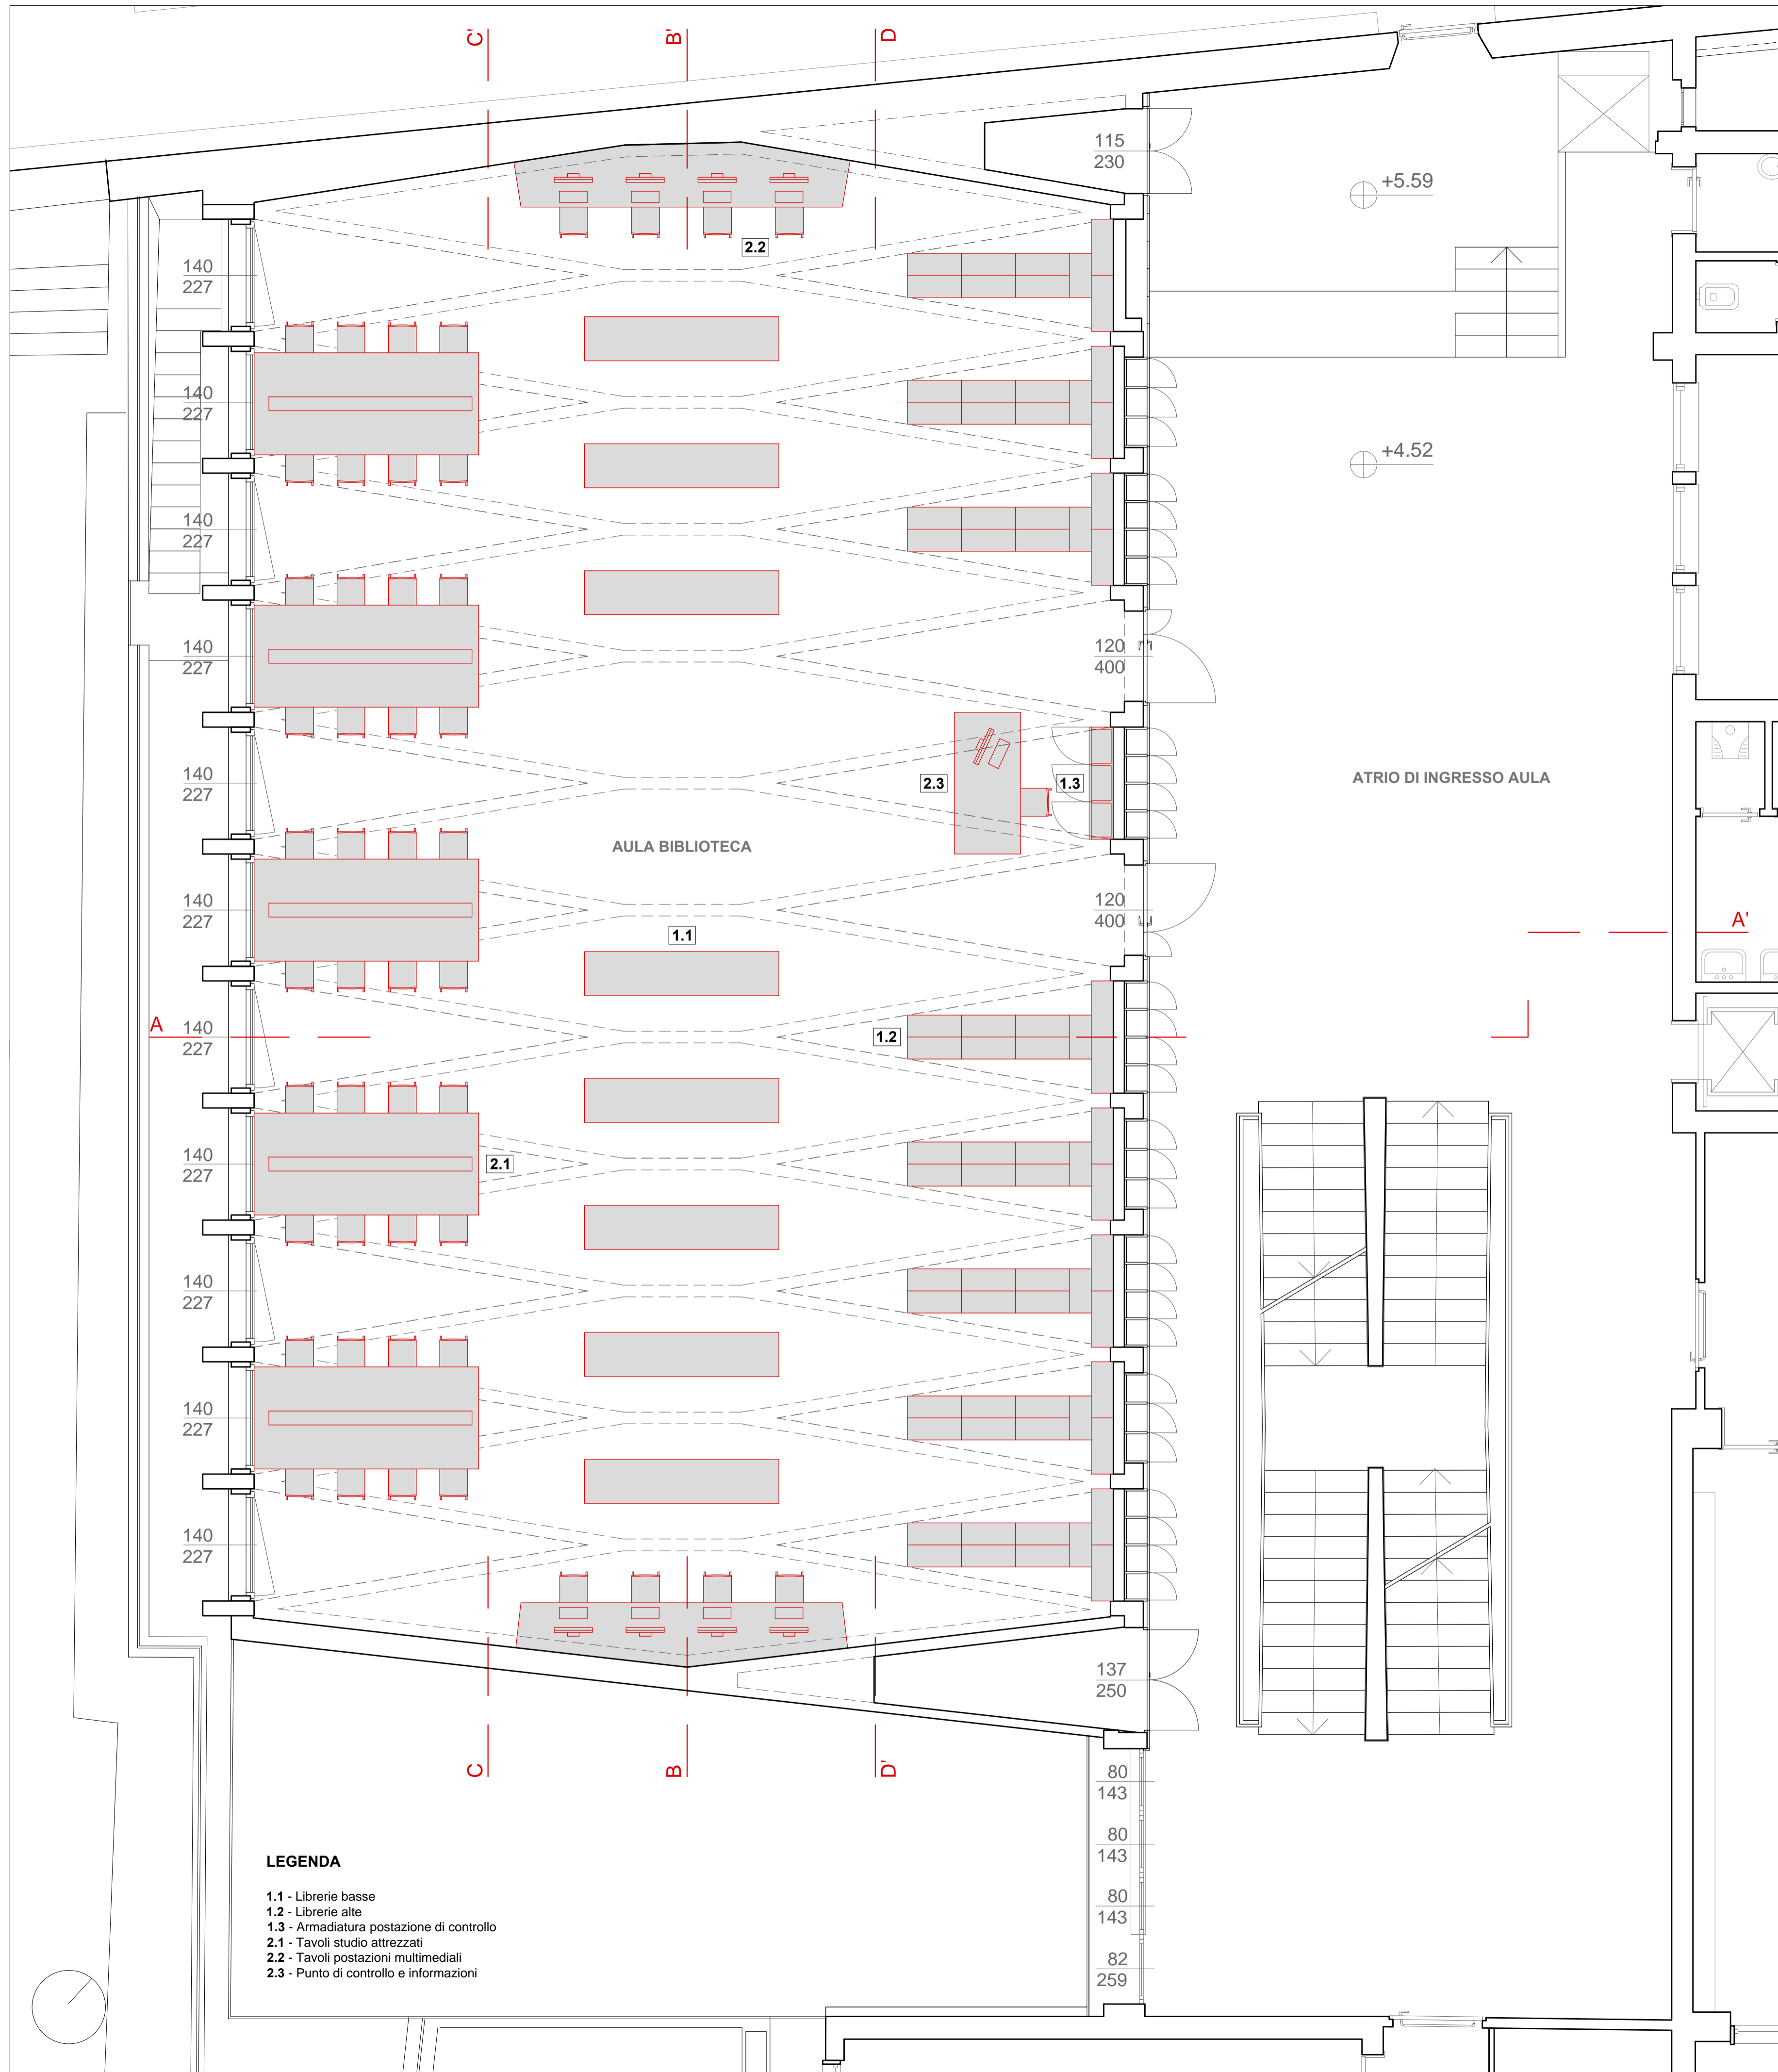 C'
B'
D
115
230
+5.59
2.2
140
227
140
227
+4.52
140
227
140
227
120
400
140
227
2.3
1.3
ATRIO DI INGRESSO AULA
AULA BIBLIOTECA
140
227
120
400
1.1
A'
A
140
227
1.2
140
227
2.1
140
227
140
227
140
227
137
250
C
B
D'
80
143
80
143
80
143
82
259
LEGENDA
1.1 - Librerie basse
1.2 - Librerie alte
1.3 - Armadiatura postazione di controllo
2.1 - Tavoli studio attrezzati
2.2 - Tavoli postazioni multimediali
2.3 - Punto di controllo e informazioni